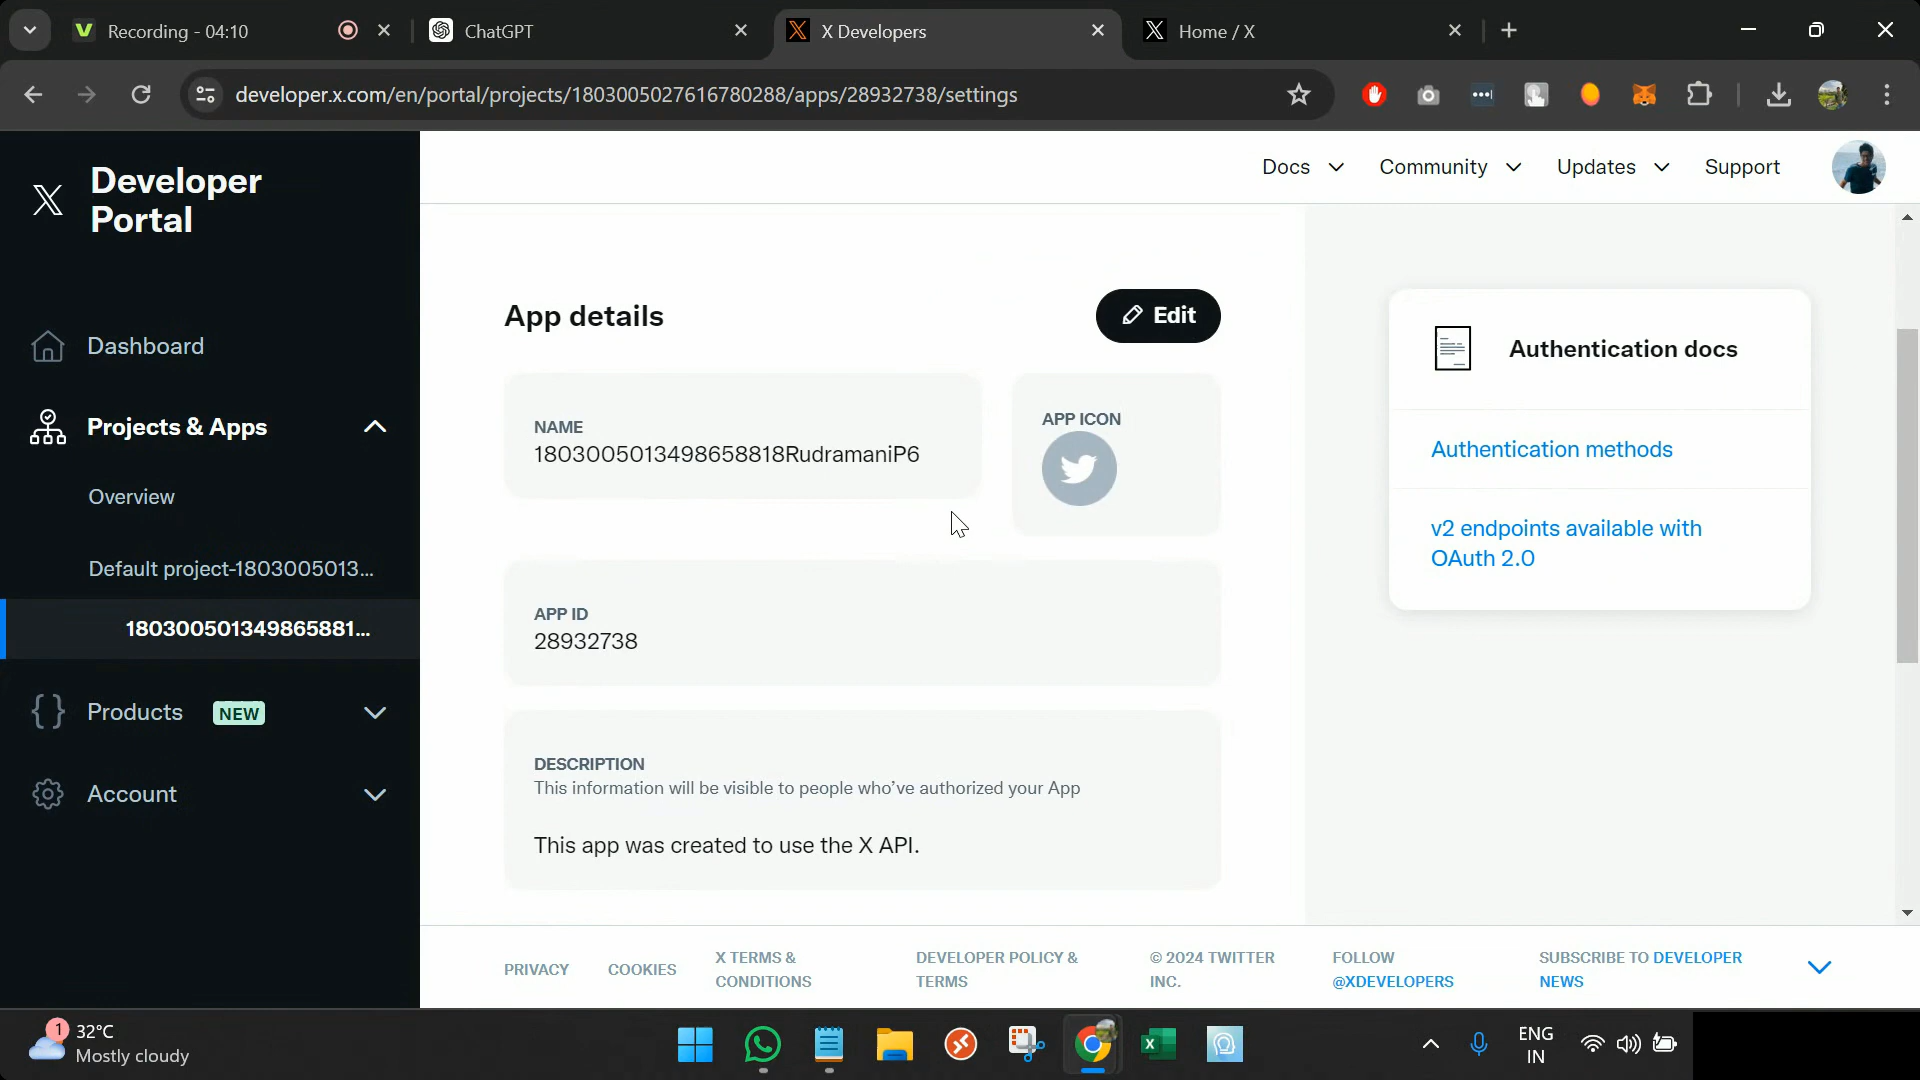 Recording - 04:10
ChatGPT
X Developers
Home / X
developer.x.com/en/portal/projects/1803005027616780288/apps/28932738/settings
Developer
Portal
Docs
Community
Updates
Support
Dashboard
Projects & Apps
Overview
Default project-1803005013...
180300501349865881...
Products
NEW
Account
App details
Edit
NAME
1803005013498658818RudramaniP6
APP ICON
APP ID
28932738
DESCRIPTION
This information will be visible to people who've authorized your App
This app was created to use the X API.
Authentication docs
Authentication methods
v2 endpoints available with
OAuth 2.0
PRIVACY
COOKIES
X TERMS &
CONDITIONS
DEVELOPER POLICY &
TERMS
© 2024 TWITTER
INC.
FOLLOW
@XDEVELOPERS
SUBSCRIBE TO DEVELOPER
NEWS
1
32°C
Mostly cloudy
ENG
IN